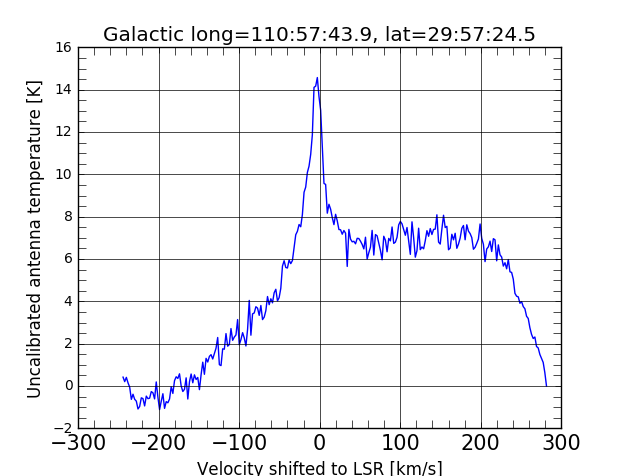 Galactic long=110:57:43.9, lat=29:57:24.5
16
14
12
10
8
6
4
2
0
−2
Uncalibrated antenna temperature [K]
−300 −200 −100 0 100 200 300
Velocity shifted to LSR [km/s]